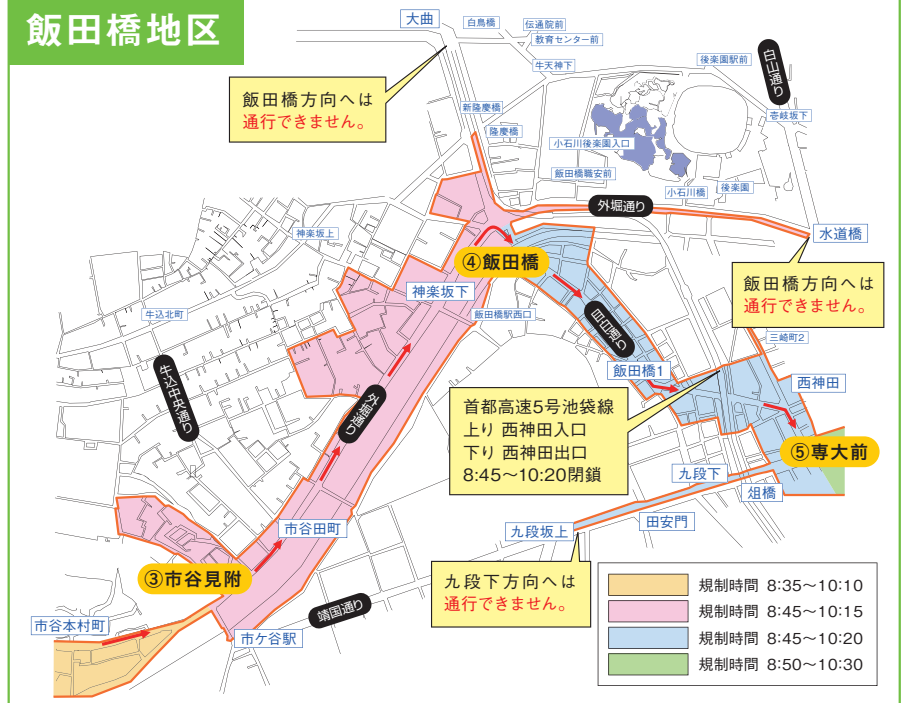 飯田橋地区
大曲
白鳥橋
伝通院前
教育センター前
牛天神下
後楽園駅前
白山通り
壱岐坂下
飯田橋方向へは
通行できません。
新隆慶橋
隆慶橋
小石川後楽園入口
飯田橋職安前
小石川橋
後楽園
外堀通り
水道橋
神楽坂上
④飯田橋
神楽坂下
飯田橋方向へは
通行できません。
牛込北町
飯田橋駅西口
目白通り
三崎町2
牛込中央通り
飯田橋1
西神田
外堀通り
首都高速5号池袋線
上り 西神田入口
下り 西神田出口
8:45〜10:20閉鎖
⑤専大前
九段下
俎橋
市谷田町
九段坂上
田安門
③市谷見附
九段下方向へは
通行できません。
靖国通り
市谷本村町
市ケ谷駅
規制時間 8:35〜10:10
規制時間 8:45〜10:15
規制時間 8:45〜10:20
規制時間 8:50〜10:30